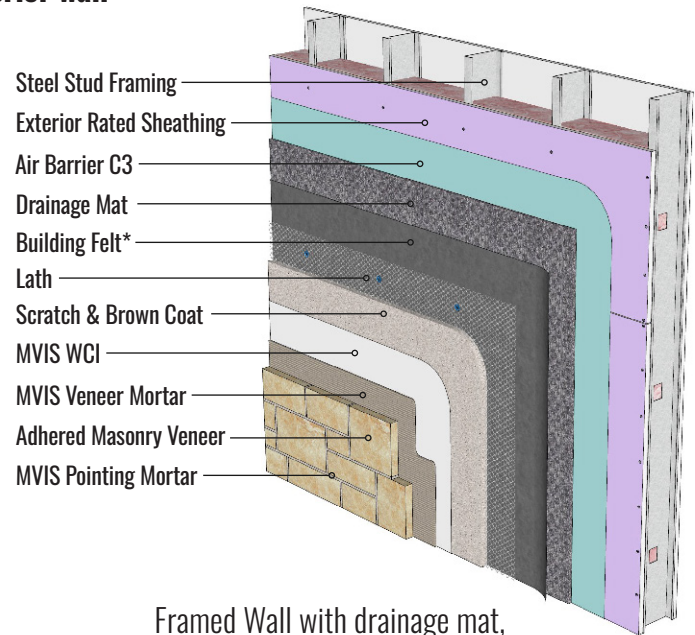 Steel Stud Framing
Exterior Rated Sheathing
Air Barrier C3
Drainage Mat
Building Felt*
Lath
Scratch & Brown Coat
MVIS WCI
MVIS Veneer Mortar
Adhered Masonry Veneer
MVIS Pointing Mortar
Framed Wall with drainage mat,